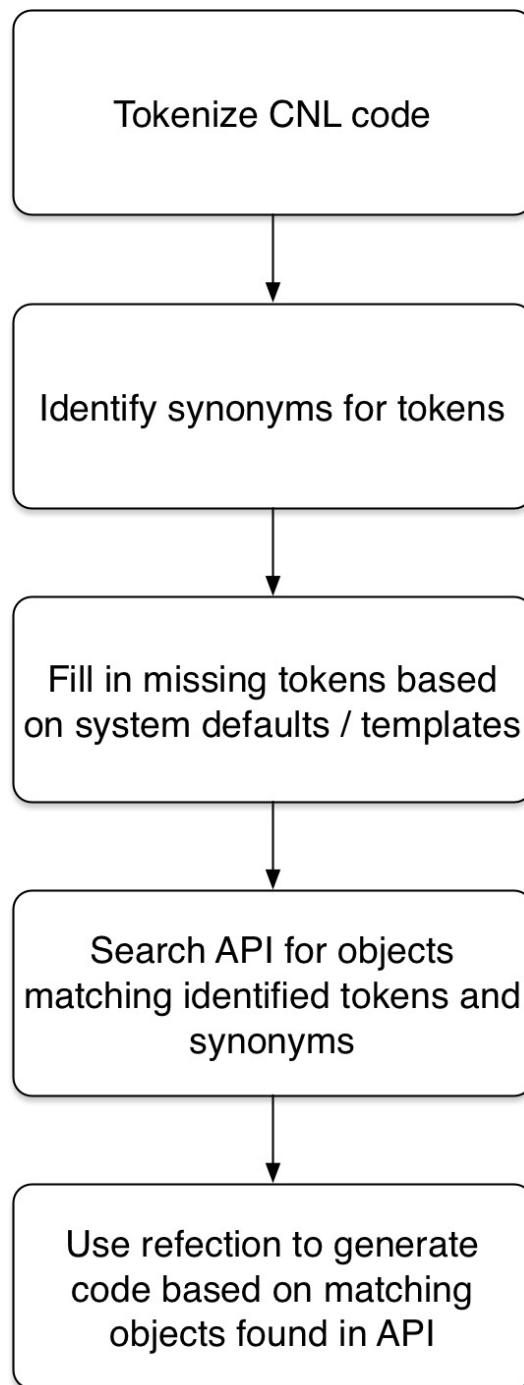 Tokenize CNL code
Identify synonyms for tokens
Fill in missing tokens based
on system defaults / templates
Search API for objects
matching identified tokens and
synonyms
Use refection to generate
code based on matching
objects found in API